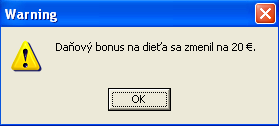 Warning
Daňový bonus na dieťa sa zmenil na 20 €.
OK